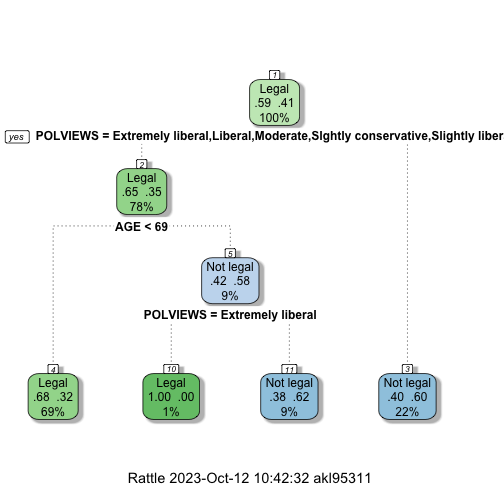 1
Legal
.59 .41
100%
yes POLVIEWS = Extremely liberal,Liberal,Moderate,Slghtly conservative,Slightly liber
2
Legal
.65 .35
78%
AGE < 69
5
Not legal
.42 .58
9%
POLVIEWS = Extremely liberal
4
Legal
.68 .32
69%
10
Legal
1.00 .00
1%
11
Not legal
.38 .62
9%
3
Not legal
.40 .60
22%
Rattle 2023-Oct-12 10:42:32 akl95311